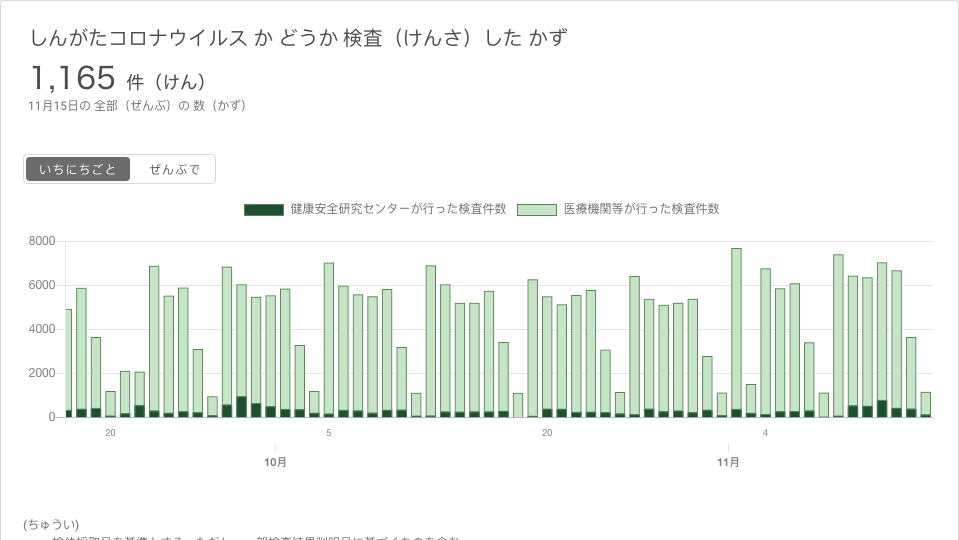 しんがたコロナウイルス か どうか 検査（けんさ）した かず
1,165 件（けん）
11月15日の 全部（ぜんぶ）の 数（かず）
いちにちごと ぜんぶで
健康安全研究センターが行った検査件数 医療機関等が行った検査件数
8000
6000
4000
2000
0
20 5 20 4
10月 11月
(ちゅうい)